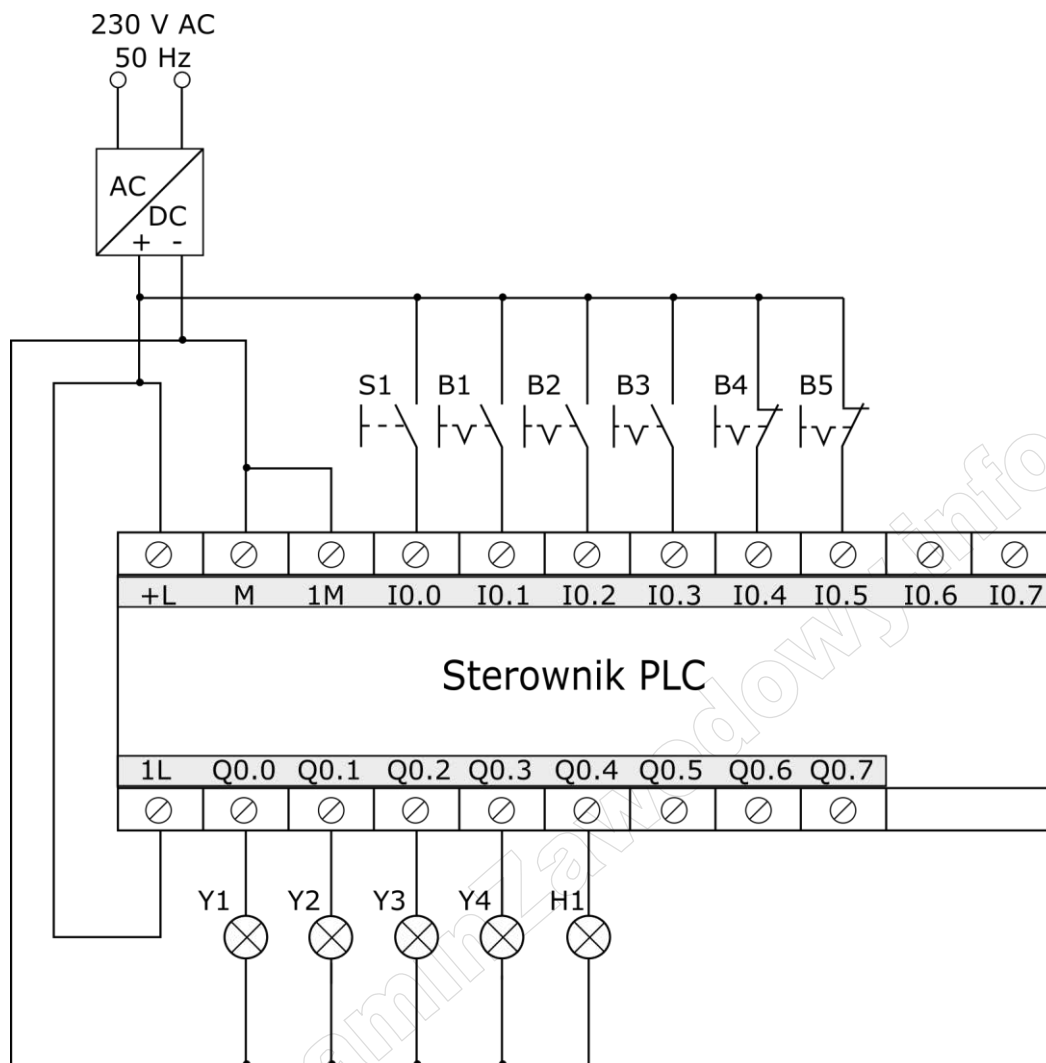 230 V AC
50 Hz
AC
DC
+ -
S1 B1 B2 B3 B4 B5
+L M 1M I0.0 I0.1 I0.2 I0.3 I0.4 I0.5 I0.6 I0.7
Sterownik PLC
1L Q0.0 Q0.1 Q0.2 Q0.3 Q0.4 Q0.5 Q0.6 Q0.7
Y1 Y2 Y3 Y4 H1
aminZawodowy.info